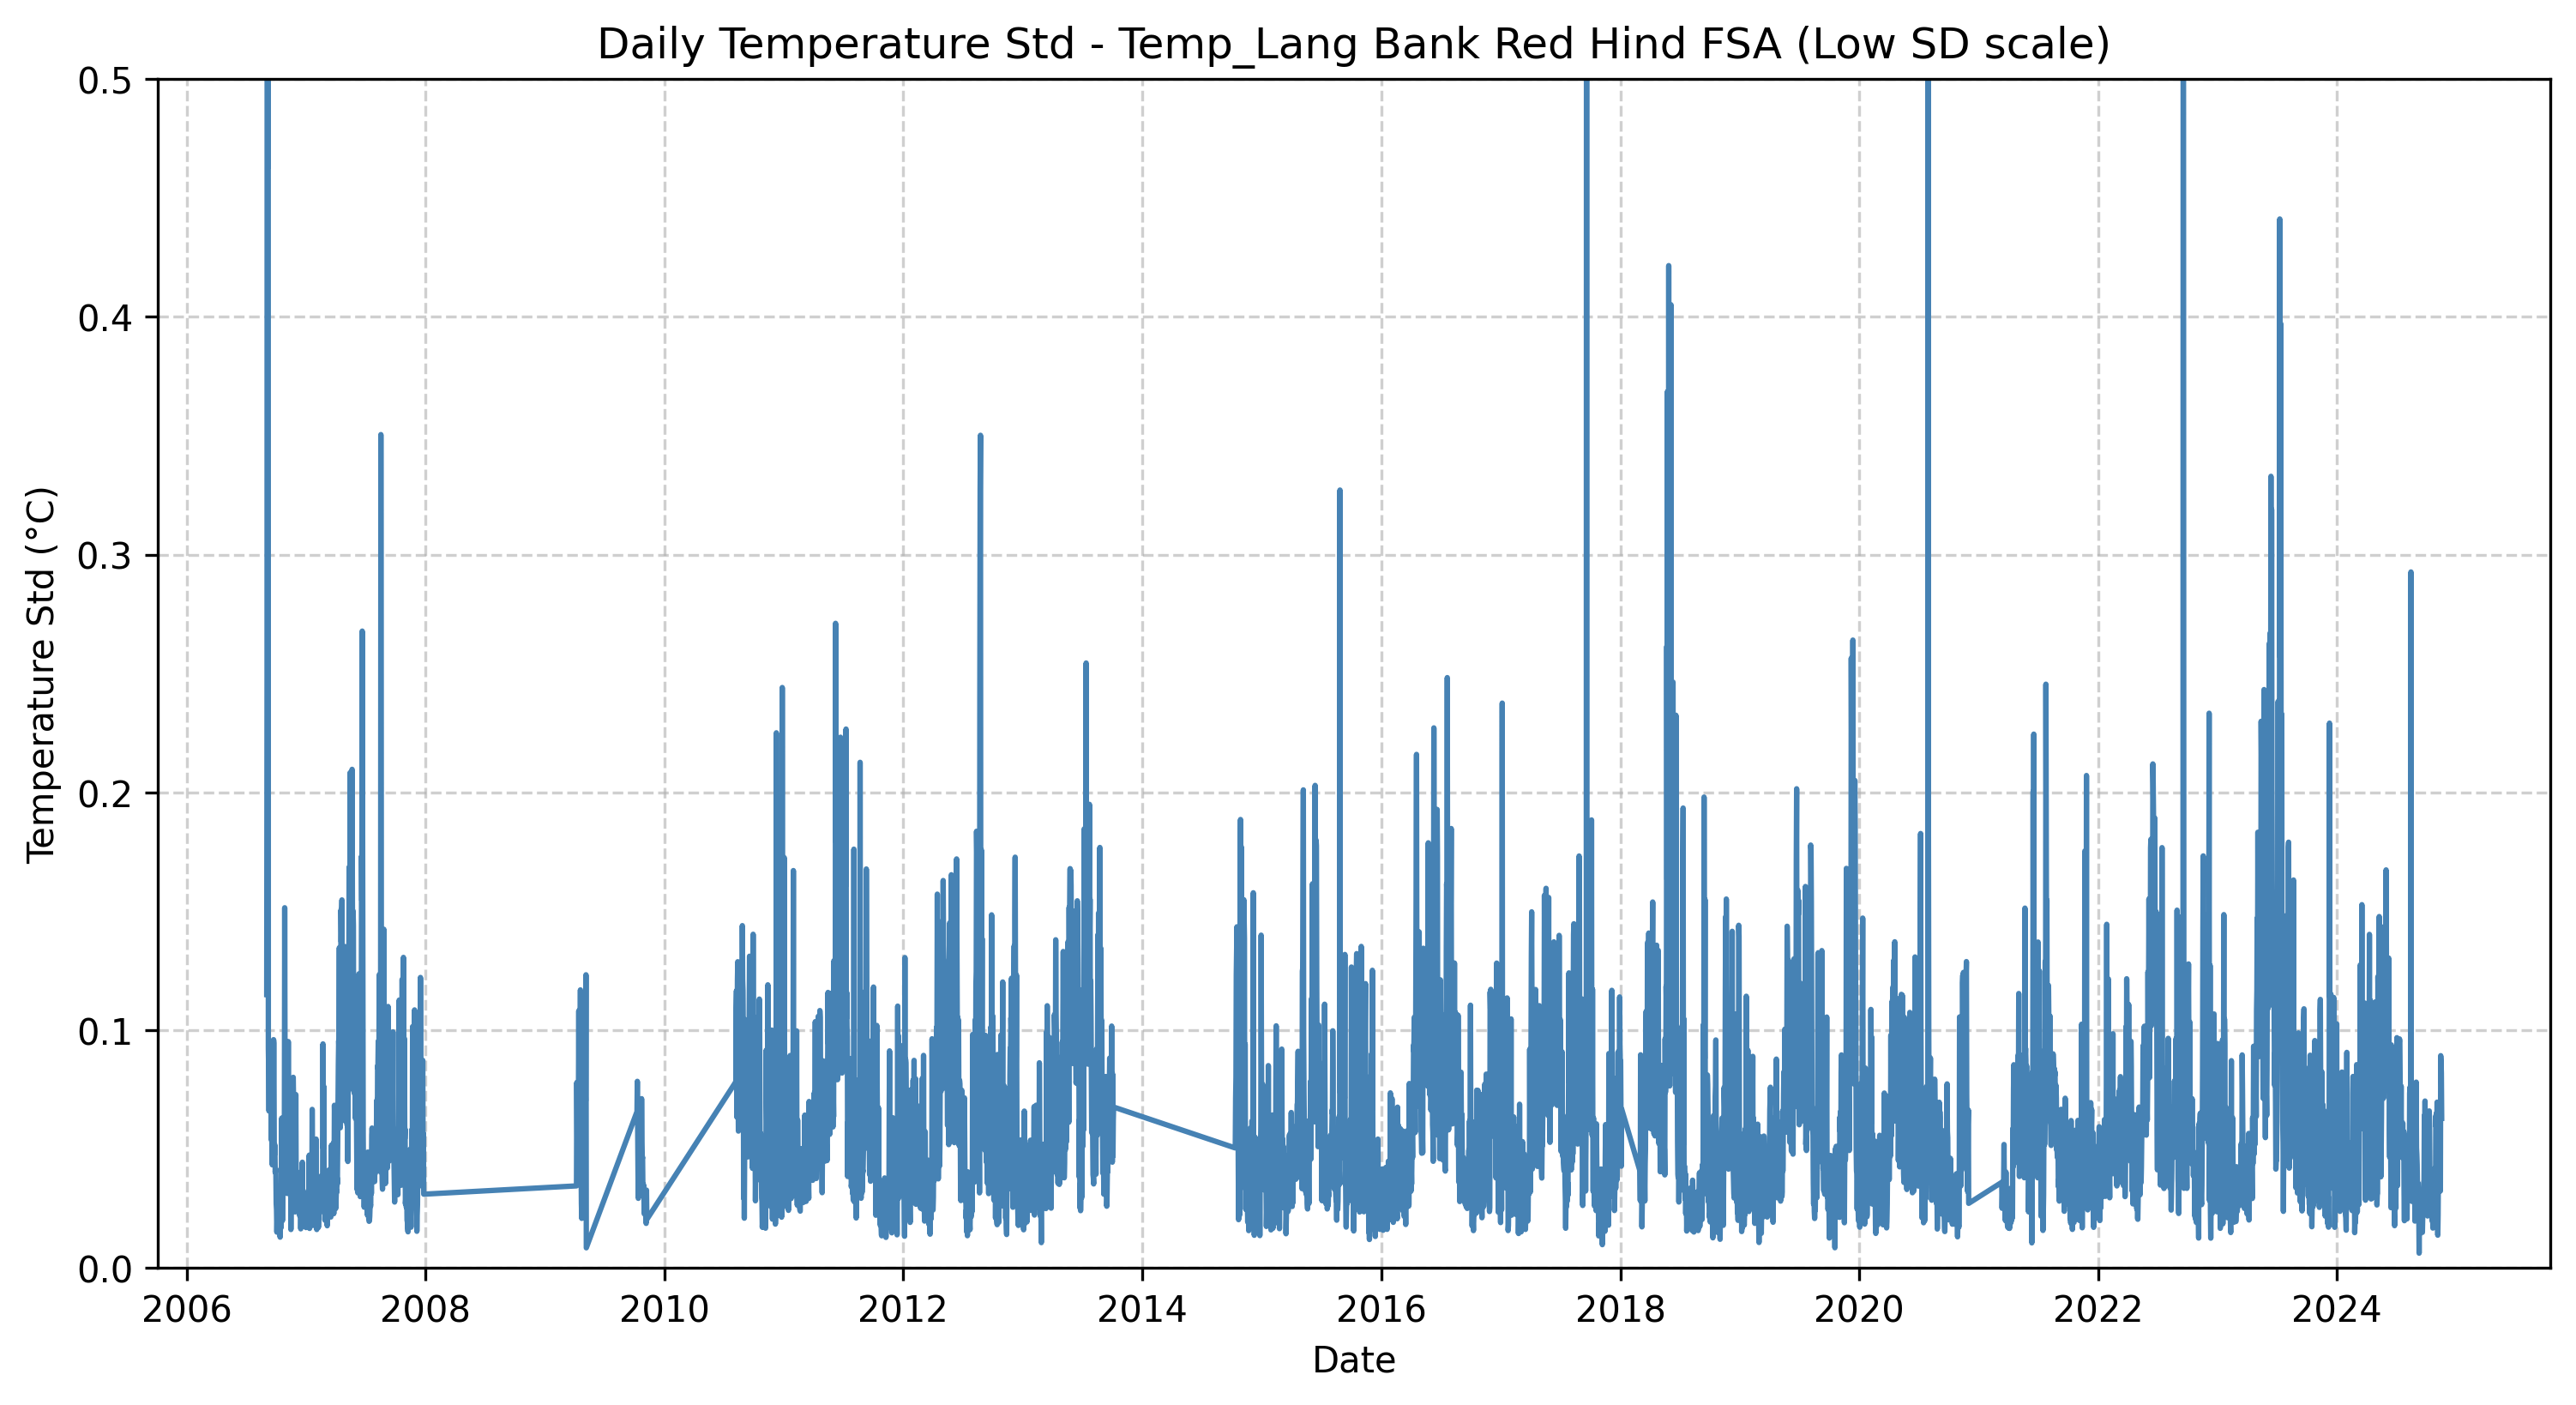 Daily Temperature Std - Temp_Lang Bank Red Hind FSA (Low SD scale)
0.5
0.4
0.3
0.2
0.1
0.0
Temperature Std (°C)
2006 2008 2010 2012 2014 2016 2018 2020 2022 2024
Date